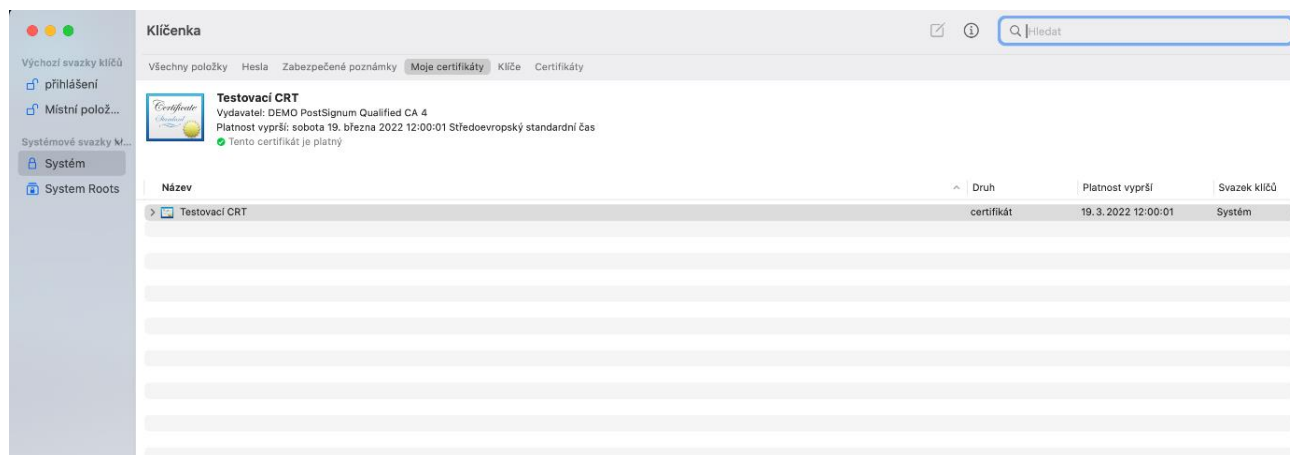 Klíčenka
Hledat
Výchozí svazky klíčů
přihlášení
Místní polož...
Systémové svazky kl...
Systém
System Roots
Všechny položky Hesla Zabezpečené poznámky Moje certifikáty Klíče Certifikáty
Certificate
Standard
Testovací CRT
Vydavatel: DEMO PostSignum Qualified CA 4
Platnost vyprší: sobota 19. března 2022 12:00:01 Středoevropský standardní čas
Tento certifikát je platný
Název Druh Platnost vyprší Svazek klíčů
Testovací CRT certifikát 19. 3. 2022 12:00:01 Systém